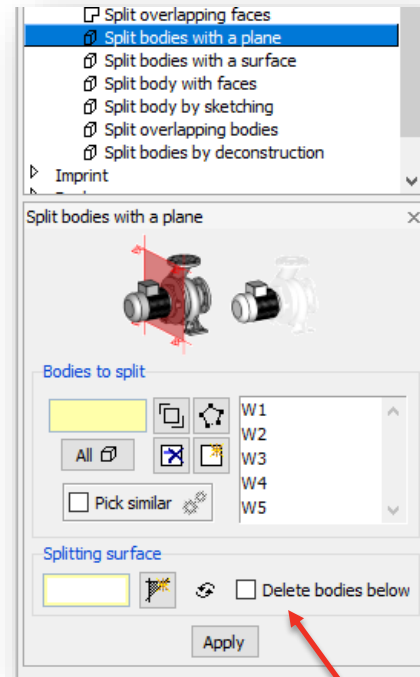 Split overlapping faces
Split bodies with a plane
Split bodies with a surface
Split body with faces
Split body by sketching
Split overlapping bodies
Split bodies by deconstruction
Imprint
Split bodies with a plane
Bodies to split
W1
W2
All
W3
W4
Pick similar
W5
Splitting surface
Delete bodies below
Apply